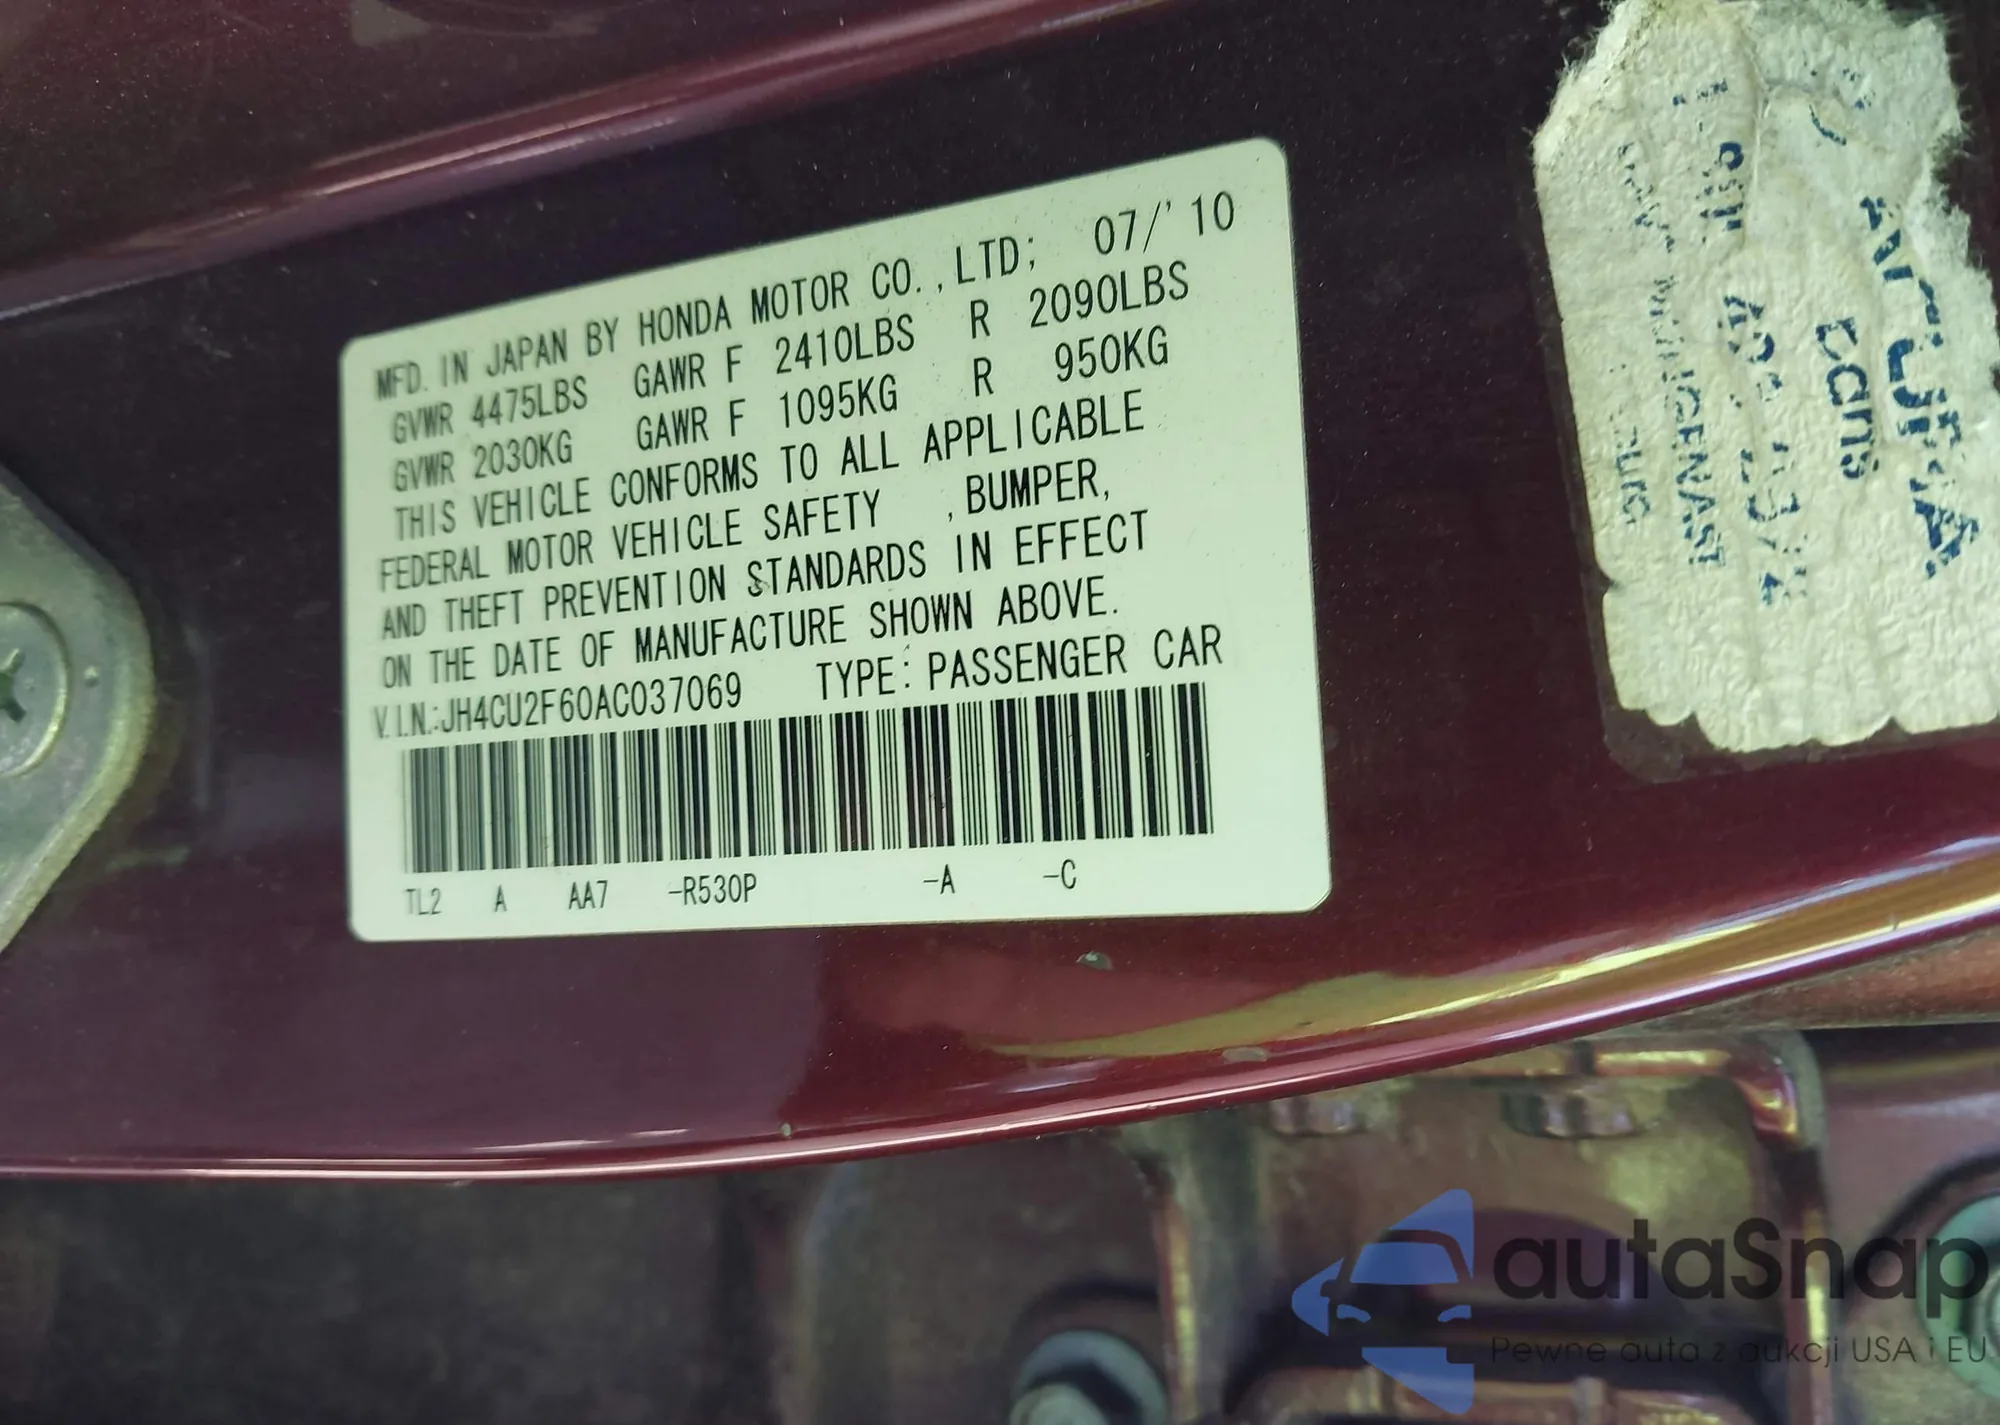 MFD. IN JAPAN BY HONDA MOTOR CO.,LTD; 07/'10
GVWR 4475LBS GAWR F 2410LBS R 2090LBS
GVWR 2030KG GAWR F 1095KG R 950KG
THIS VEHICLE CONFORMS TO ALL APPLICABLE
FEDERAL MOTOR VEHICLE SAFETY , BUMPER,
AND THEFT PREVENTION STANDARDS IN EFFECT
ON THE DATE OF MANUFACTURE SHOWN ABOVE.
V.I.N.:JH4CU2F60AC037069 TYPE: PASSENGER CAR
TL2 A AA7 -R530P -A -C
ACURA
autaSnap
Pewne auta z aukcji USA i EU